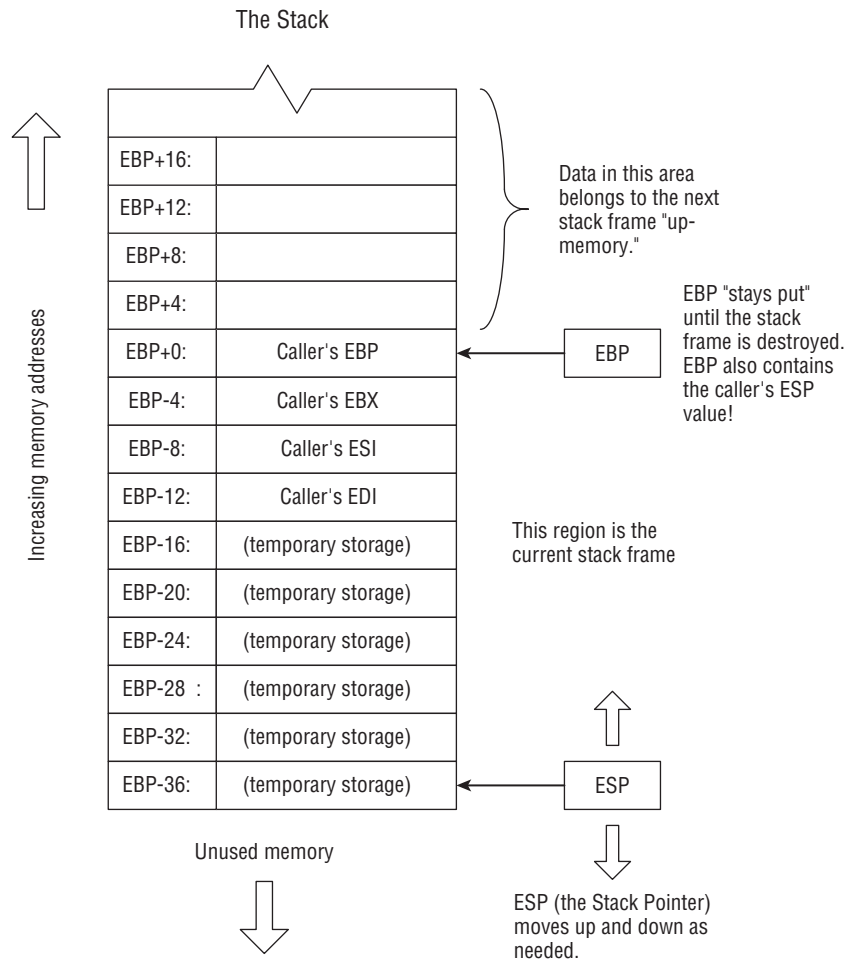 The Stack
EBP+16:
EBP+12:
EBP+8:
EBP+4:
EBP+0: Caller's EBP
EBP-4: Caller's EBX
EBP-8: Caller's ESI
EBP-12: Caller's EDI
EBP-16: (temporary storage)
EBP-20: (temporary storage)
EBP-24: (temporary storage)
EBP-28 : (temporary storage)
EBP-32: (temporary storage)
EBP-36: (temporary storage)
Increasing memory addresses
Data in this area
belongs to the next
stack frame "up-
memory."
EBP
EBP "stays put"
until the stack
frame is destroyed.
EBP also contains
the caller's ESP
value!
This region is the
current stack frame
ESP
ESP (the Stack Pointer)
moves up and down as
needed.
Unused memory